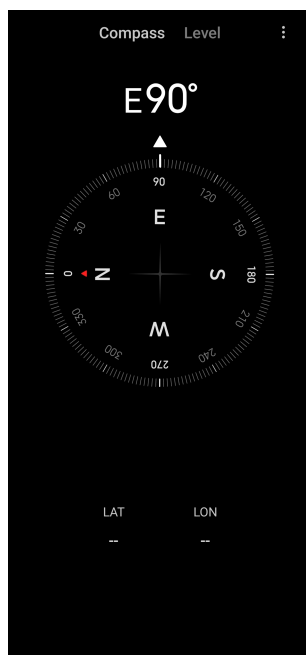 Compass Level
E90°
90
60 120
E
30 150
0 N S 180
330 210
W
300 240
270
LAT LON
-- --